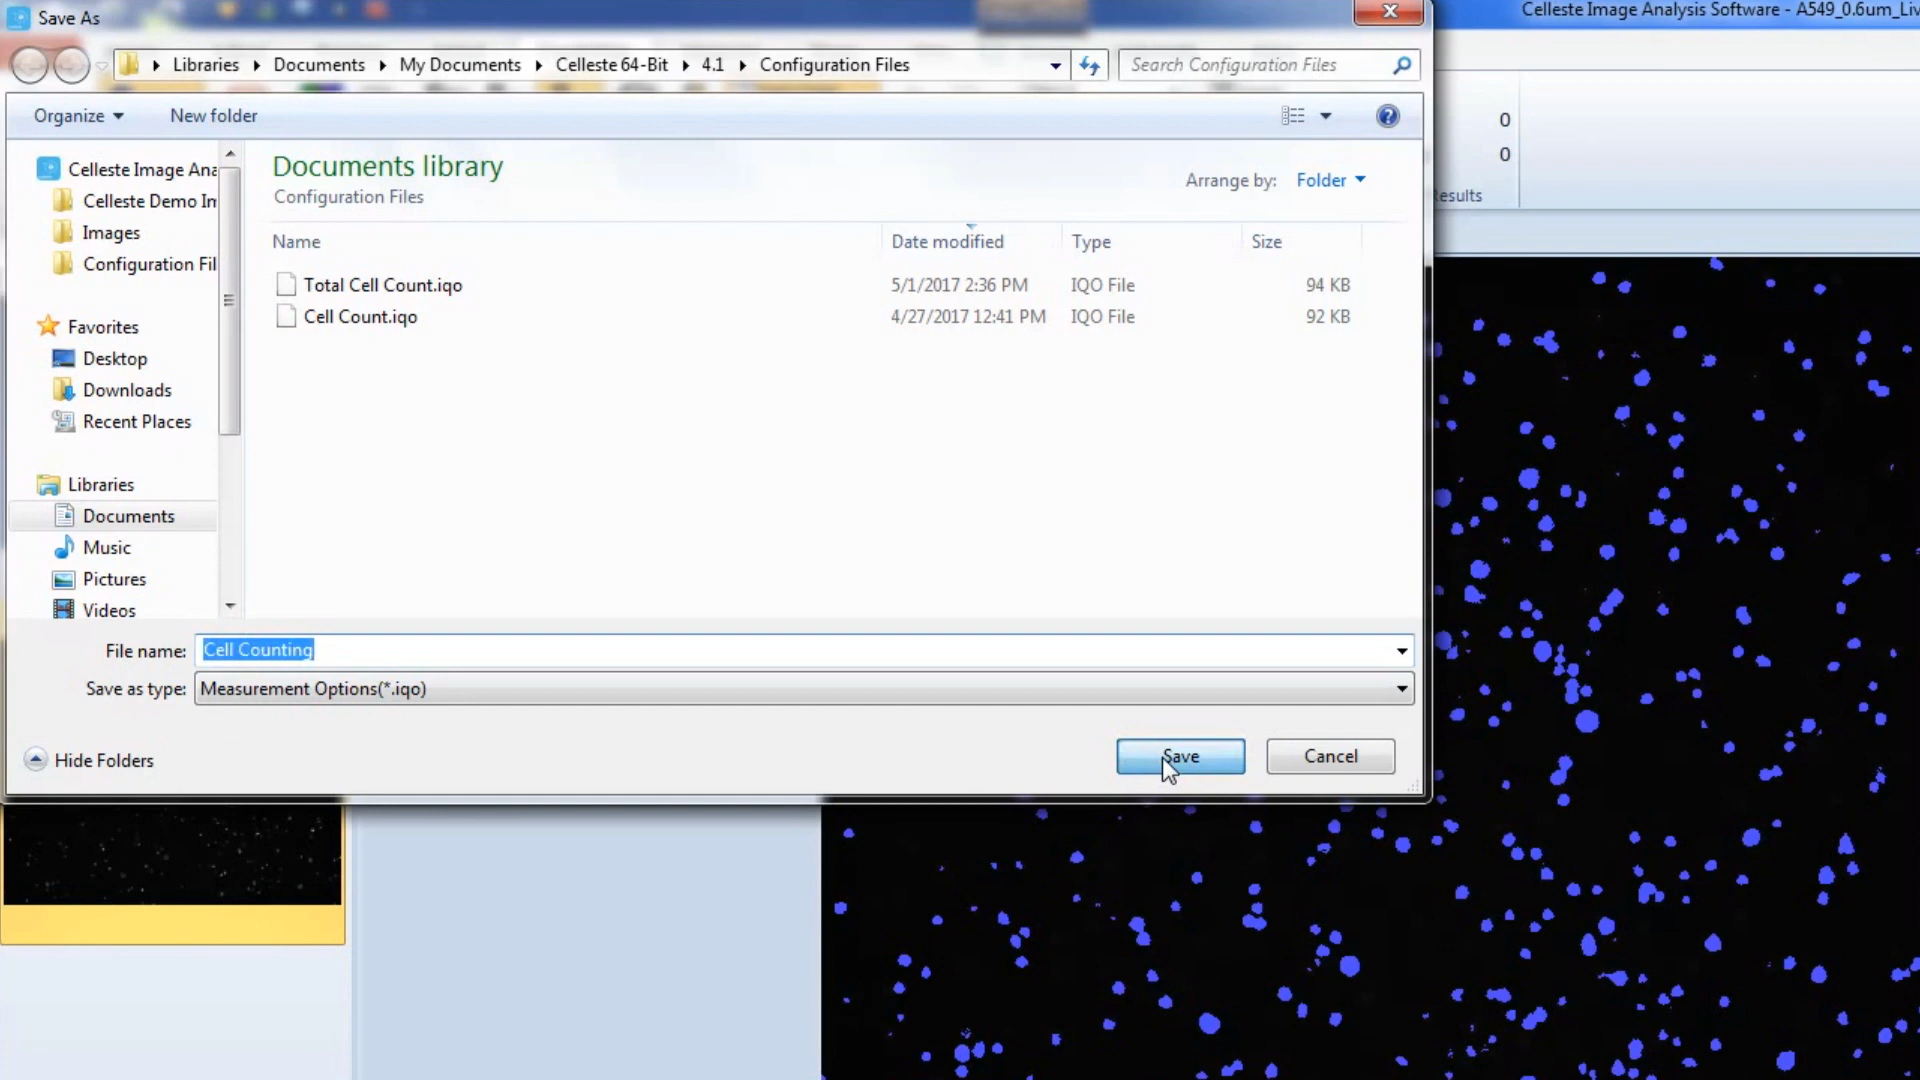 Save As
Celleste Image Analysis Software - A549_0.6um_Liv
Libraries Documents My Documents Celleste 64-Bit 4.1 Configuration Files
Search Configuration Files
Organize New folder
0
0
esults
Celleste Image Ana
Celleste Demo Im
Images
Configuration Fil
Favorites
Desktop
Downloads
Recent Places
Libraries
Documents
Music
Pictures
Videos
Documents library
Configuration Files
Arrange by: Folder
Name Date modified Type Size
Total Cell Count.iqo 5/1/2017 2:36 PM IQO File 94 KB
Cell Count.iqo 4/27/2017 12:41 PM IQO File 92 KB
File name: Cell Counting
Save as type: Measurement Options(*.iqo)
Hide Folders
Save
Cancel